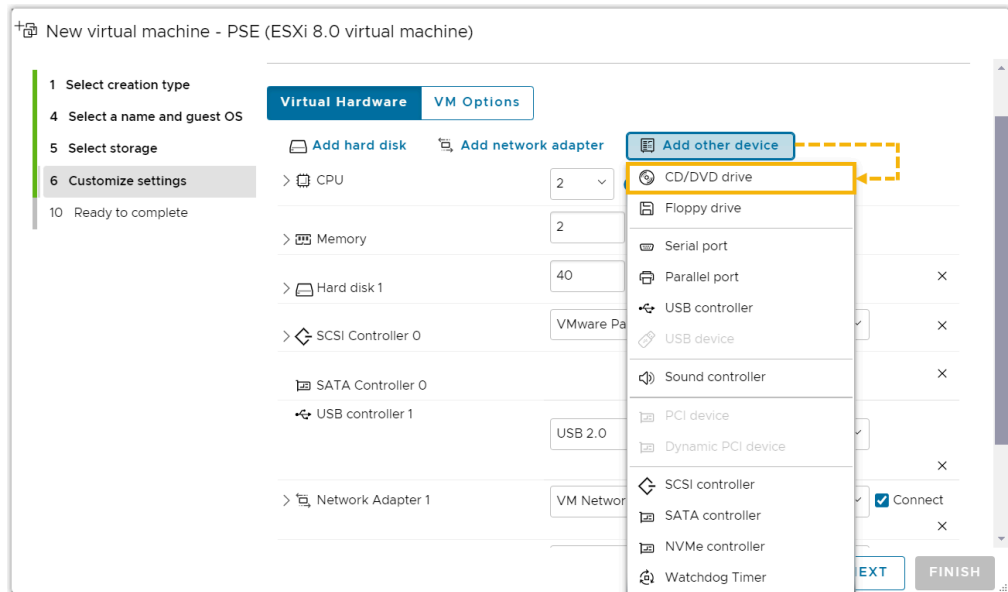 New virtual machine - PSE (ESXi 8.0 virtual machine)
1 Select creation type
4 Select a name and guest OS
5 Select storage
6 Customize settings
10 Ready to complete
Virtual Hardware VM Options
Add hard disk Add network adapter Add other device
CPU 2
Memory 2
Hard disk 1 40
SCSI Controller 0 VMware Pa
SATA Controller 0
USB controller 1
USB 2.0
Network Adapter 1 VM Networ Connect
CD/DVD drive
Floppy drive
Serial port
Parallel port
USB controller
USB device
Sound controller
PCI device
Dynamic PCI device
SCSI controller
SATA controller
NVMe controller
Watchdog Timer
EXT FINISH